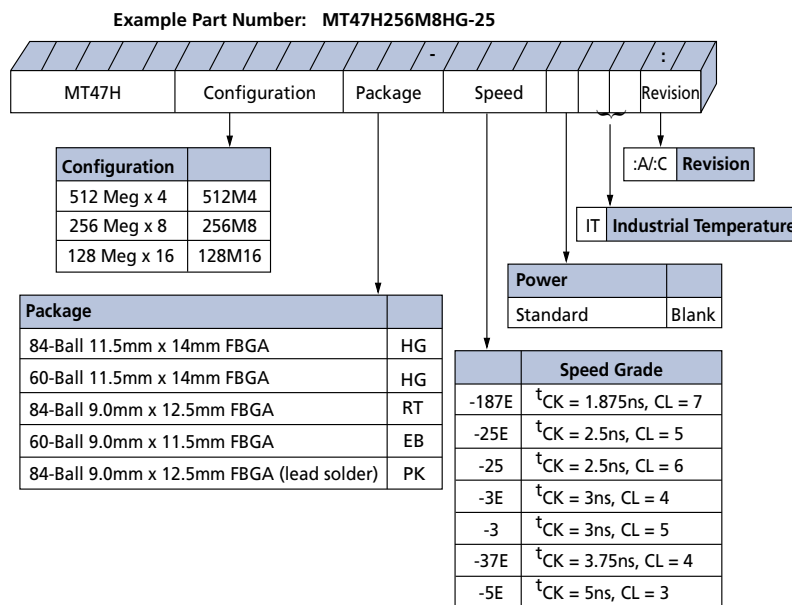 Example Part Number: MT47H256M8HG-25
- :
MT47H Configuration Package Speed Revision
:A/:C Revision
IT Industrial Temperature
Configuration
512 Meg x 4 512M4
256 Meg x 8 256M8
128 Meg x 16 128M16
Power
Standard Blank
Package
84-Ball 11.5mm x 14mm FBGA HG
60-Ball 11.5mm x 14mm FBGA HG
84-Ball 9.0mm x 12.5mm FBGA RT
60-Ball 9.0mm x 11.5mm FBGA EB
84-Ball 9.0mm x 12.5mm FBGA (lead solder) PK
Speed Grade
-187E tCK = 1.875ns, CL = 7
-25E tCK = 2.5ns, CL = 5
-25 tCK = 2.5ns, CL = 6
-3E tCK = 3ns, CL = 4
-3 tCK = 3ns, CL = 5
-37E tCK = 3.75ns, CL = 4
-5E tCK = 5ns, CL = 3